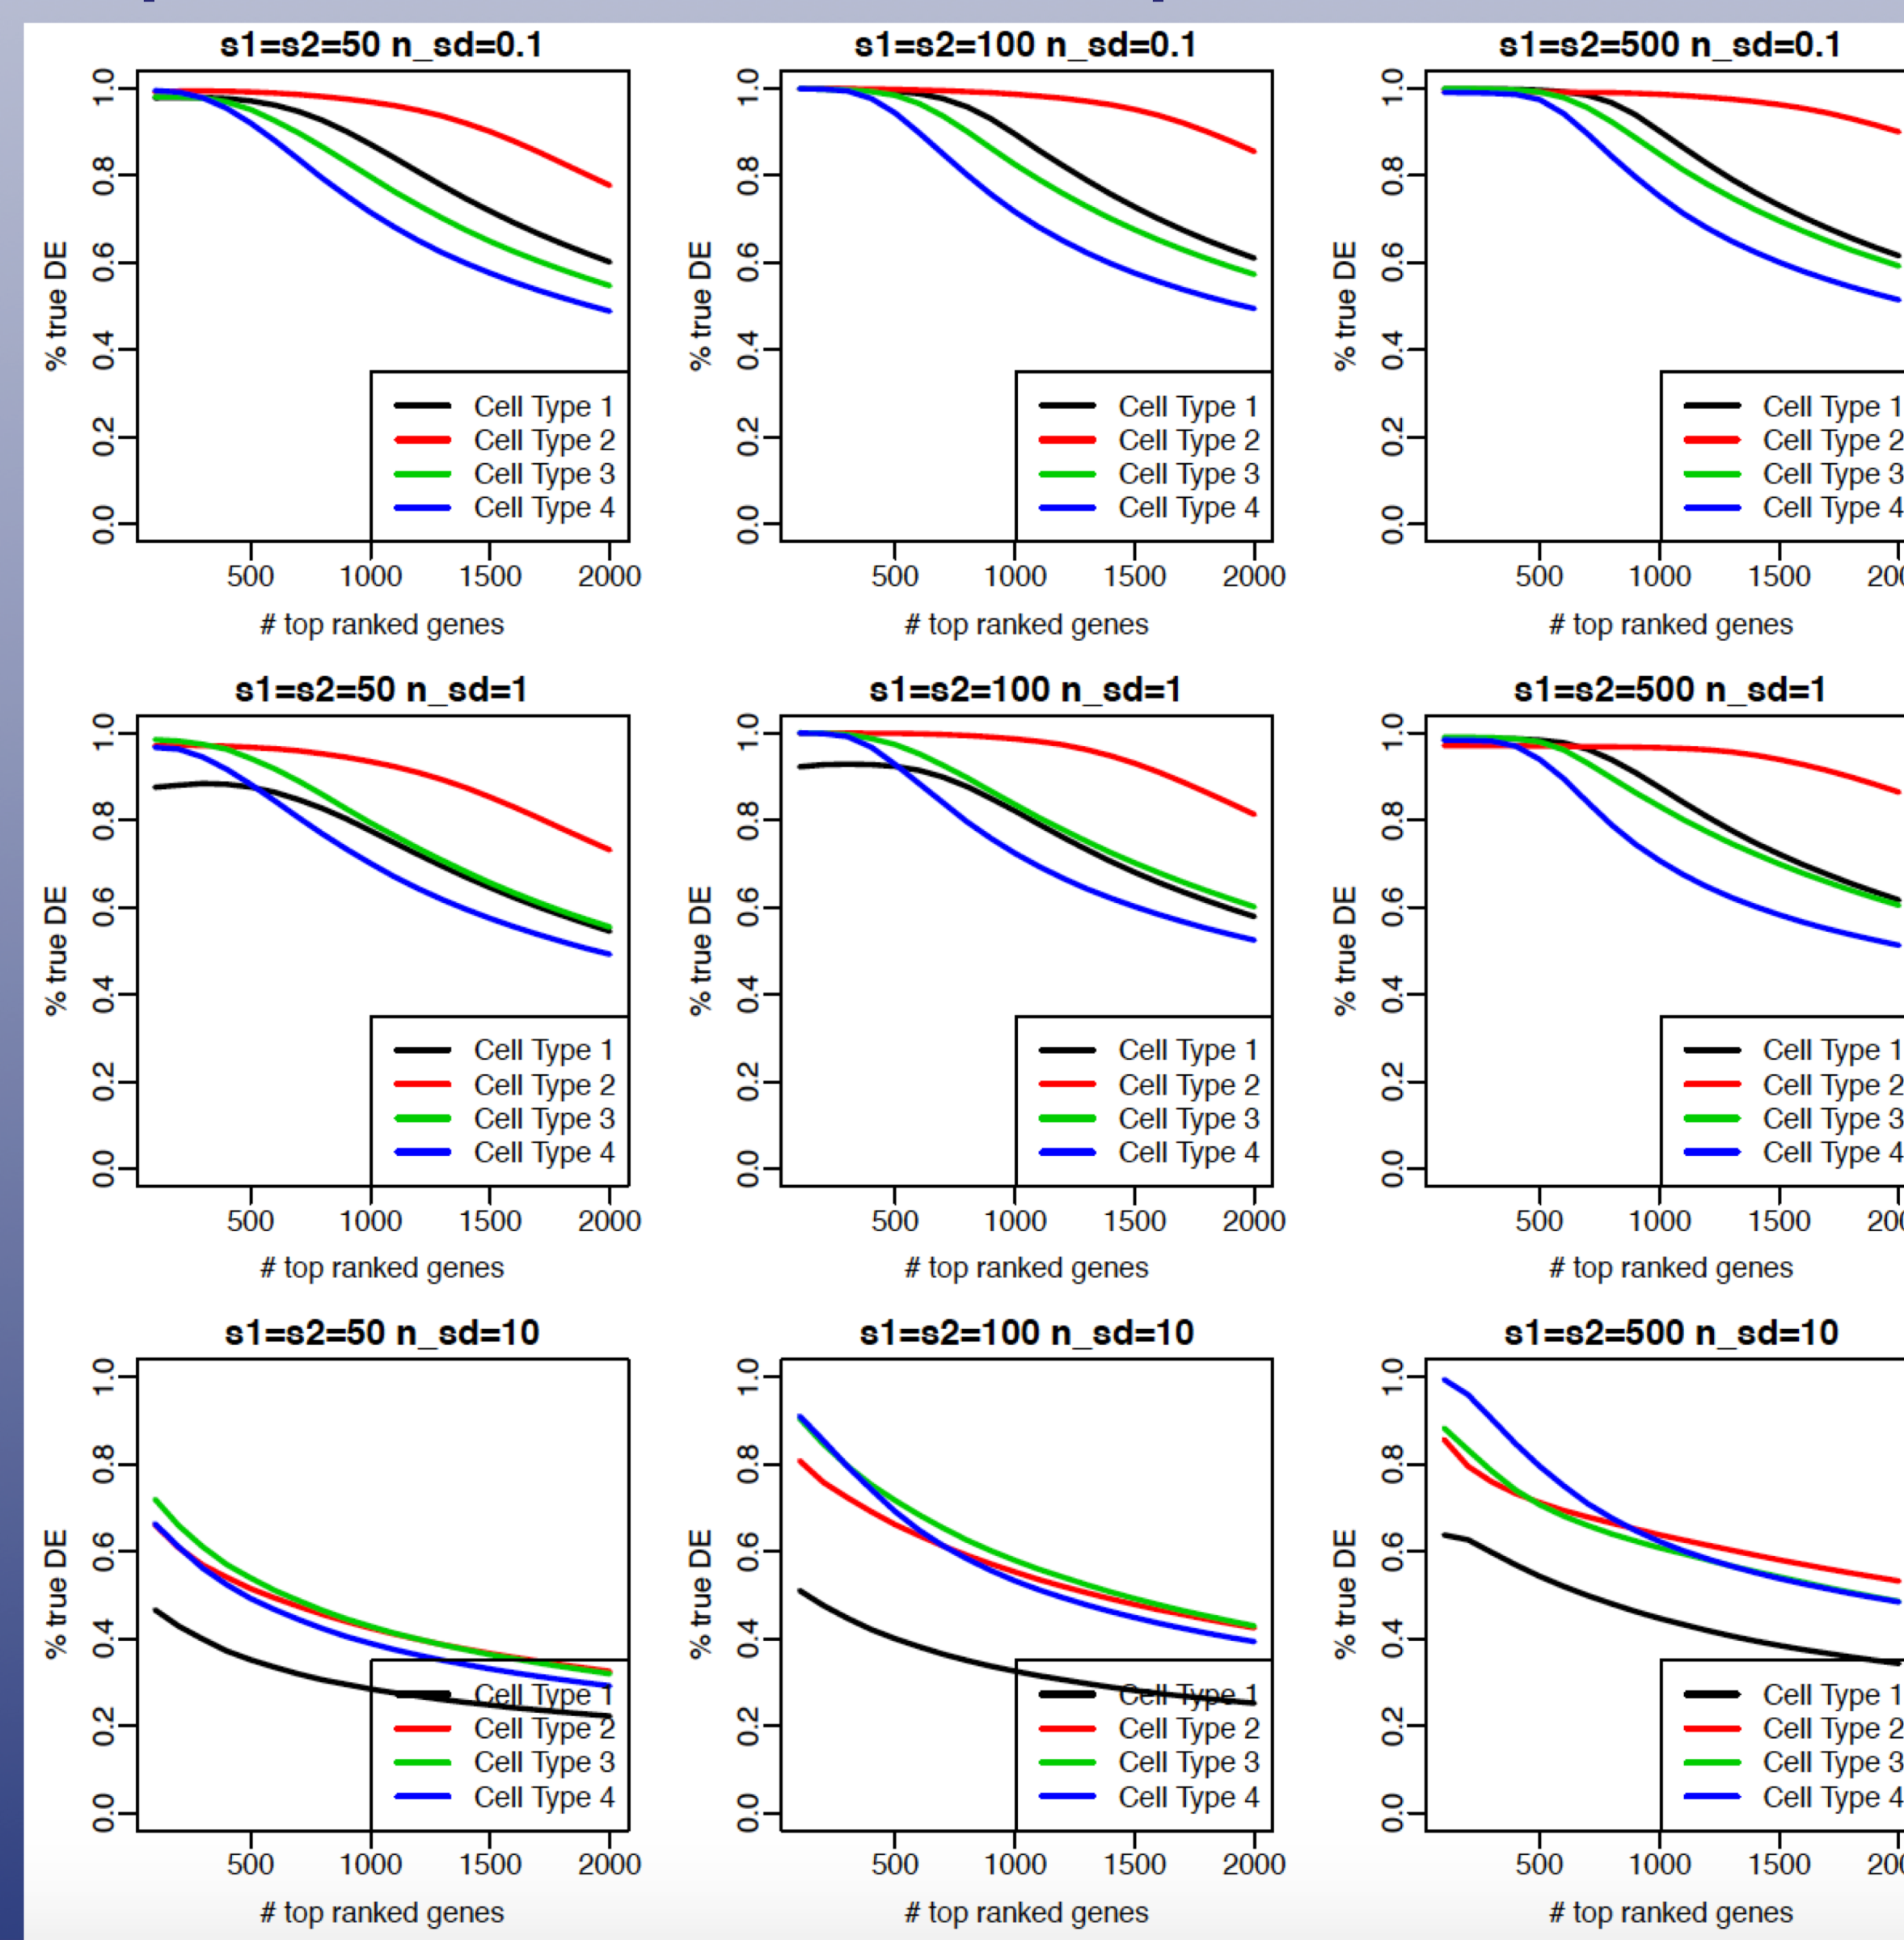 s1=s2=50 n_sd=0.1
% true DE
1.0
0.8
0.6
0.4
0.2
0.0
Cell Type 1
Cell Type 2
Cell Type 3
Cell Type 4
500 1000 1500 2000
# top ranked genes
s1=s2=100 n_sd=0.1
% true DE
1.0
0.8
0.6
0.4
0.2
0.0
Cell Type 1
Cell Type 2
Cell Type 3
Cell Type 4
500 1000 1500 2000
# top ranked genes
s1=s2=500 n_sd=0.1
% true DE
1.0
0.8
0.6
0.4
0.2
0.0
Cell Type 1
Cell Type 2
Cell Type 3
Cell Type 4
500 1000 1500 200
# top ranked genes
s1=s2=50 n_sd=1
% true DE
1.0
0.8
0.6
0.4
0.2
0.0
Cell Type 1
Cell Type 2
Cell Type 3
Cell Type 4
500 1000 1500 2000
# top ranked genes
s1=s2=100 n_sd=1
% true DE
1.0
0.8
0.6
0.4
0.2
0.0
Cell Type 1
Cell Type 2
Cell Type 3
Cell Type 4
500 1000 1500 2000
# top ranked genes
s1=s2=500 n_sd=1
% true DE
1.0
0.8
0.6
0.4
0.2
0.0
Cell Type 1
Cell Type 2
Cell Type 3
Cell Type 4
500 1000 1500 200
# top ranked genes
s1=s2=50 n_sd=10
% true DE
1.0
0.8
0.6
0.4
0.2
0.0
Cell Type 1
Cell Type 2
Cell Type 3
Cell Type 4
500 1000 1500 2000
# top ranked genes
s1=s2=100 n_sd=10
% true DE
1.0
0.8
0.6
0.4
0.2
0.0
Cell Type 1
Cell Type 2
Cell Type 3
Cell Type 4
500 1000 1500 2000
# top ranked genes
s1=s2=500 n_sd=10
% true DE
1.0
0.8
0.6
0.4
0.2
0.0
Cell Type 1
Cell Type 2
Cell Type 3
Cell Type 4
500 1000 1500 200
# top ranked genes